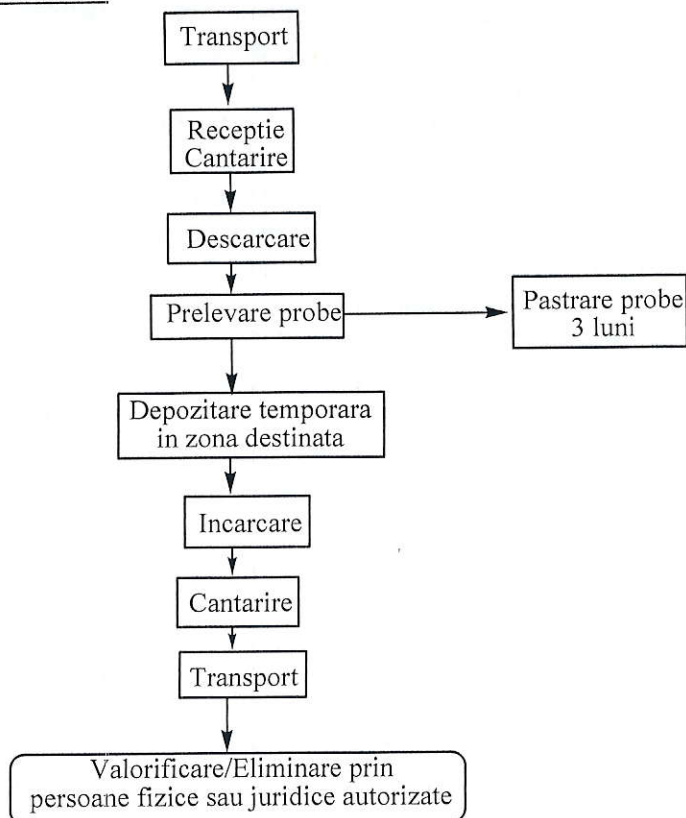 Transport
Receptie
Cantarire
Descarcare
Prelevare probe
Pastrare probe
3 luni
Depozitare temporara
in zona destinata
Incarcare
Cantarire
Transport
Valorificare/Eliminare prin
persoane fizice sau juridice autorizate